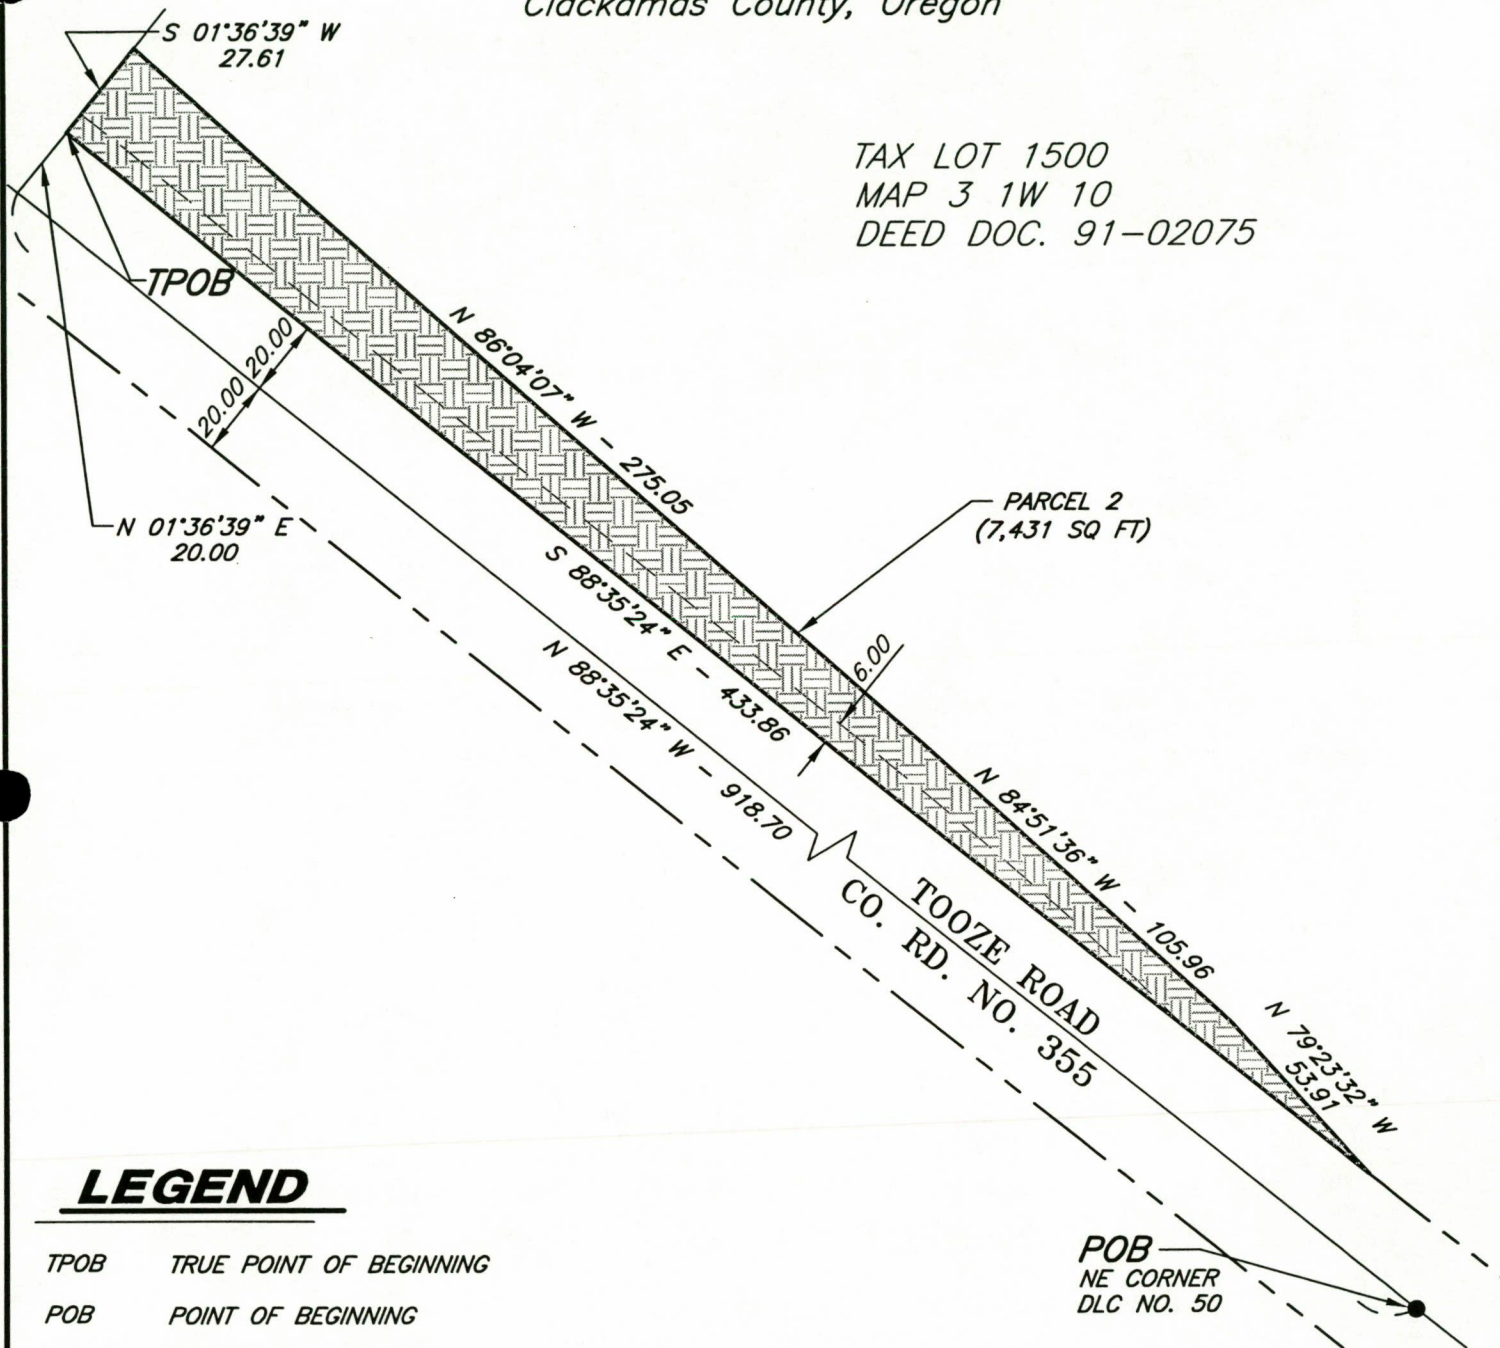 Clackamas County, Oregon
S 01°36'39" W
27.61
TAX LOT 1500
MAP 3 1W 10
DEED DOC. 91-02075
TPOB
N 86°04'07" W - 275.05
20.00
20.00
N 01°36'39" E
20.00
PARCEL 2
(7,431 SQ FT)
S 88°35'24" E - 433.86
6.00
N 88°35'24" W - 918.70
N 84°51'36" W - 105.96
TOOZE ROAD
CO. RD. NO. 355
N 79°23'32" W
53.91
LEGEND
TPOB TRUE POINT OF BEGINNING
POB POINT OF BEGINNING
POB
NE CORNER
DLC NO. 50